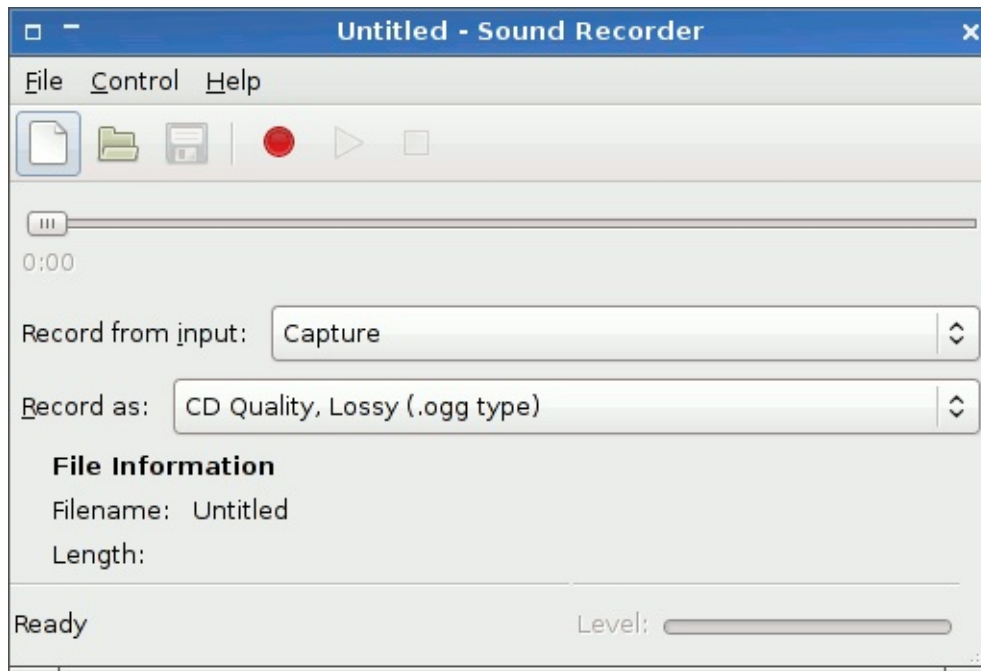 Untitled - Sound Recorder
File Control Help
0:00
Record from input: Capture
Record as: CD Quality, Lossy (.ogg type)
File Information
Filename: Untitled
Length:
Ready Level: